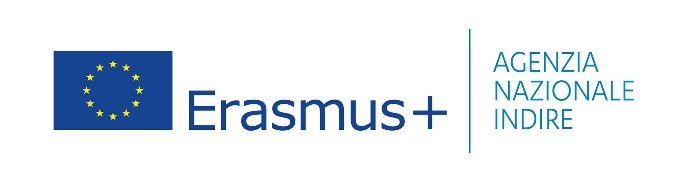 Erasmus+
AGENZIA
NAZIONALE
INDIRE